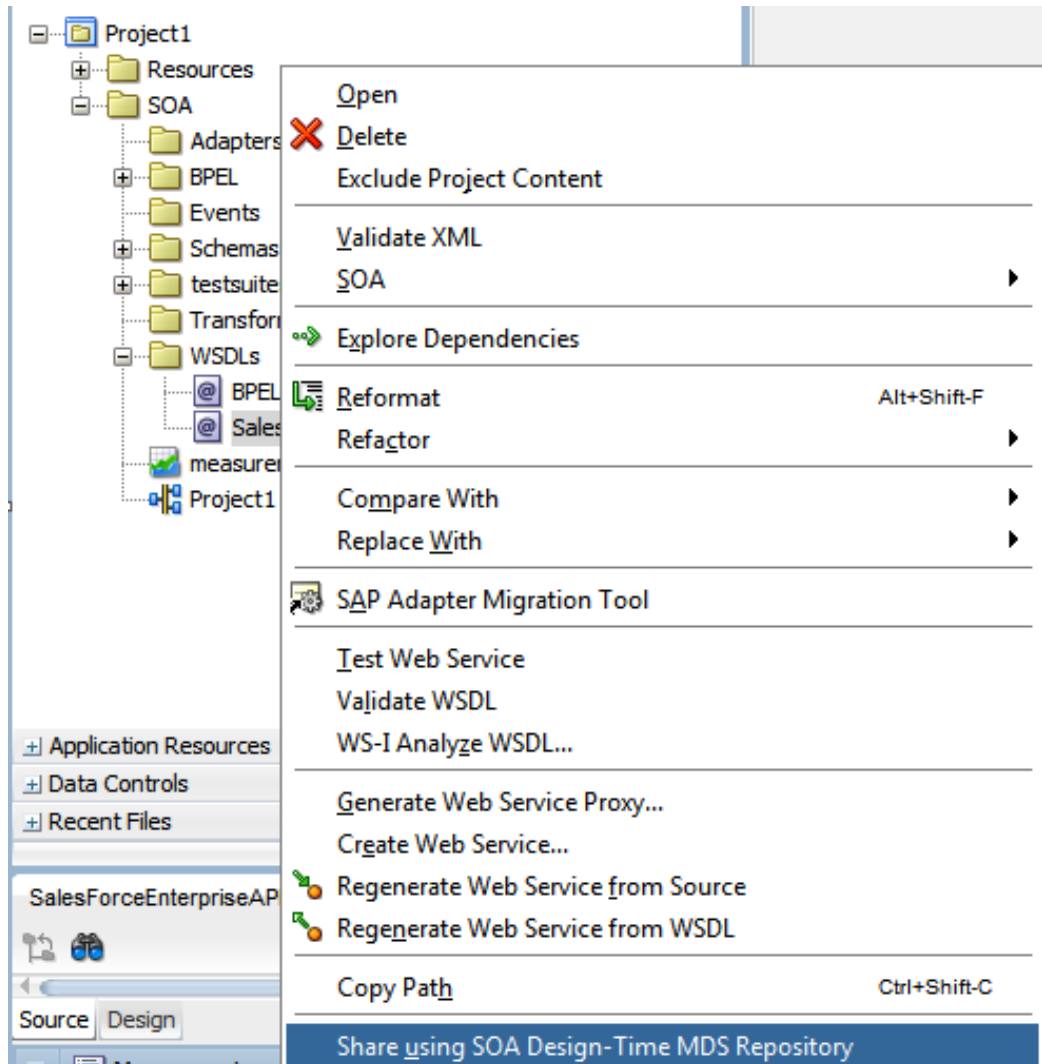 Project1
Resources
SOA
Adapters
BPEL
Events
Schemas
testsuite
Transfor
WSDLs
BPEL
Sales
measure
Project1
Open
Delete
Exclude Project Content
Validate XML
SOA
Explore Dependencies
Reformat Alt+Shift-F
Refactor
Compare With
Replace With
SAP Adapter Migration Tool
Test Web Service
Validate WSDL
WS-I Analyze WSDL...
Generate Web Service Proxy...
Create Web Service...
Regenerate Web Service from Source
Regenerate Web Service from WSDL
Copy Path Ctrl+Shift-C
Share using SOA Design-Time MDS Repository
Application Resources
Data Controls
Recent Files
SalesForceEnterpriseAP
Source Design